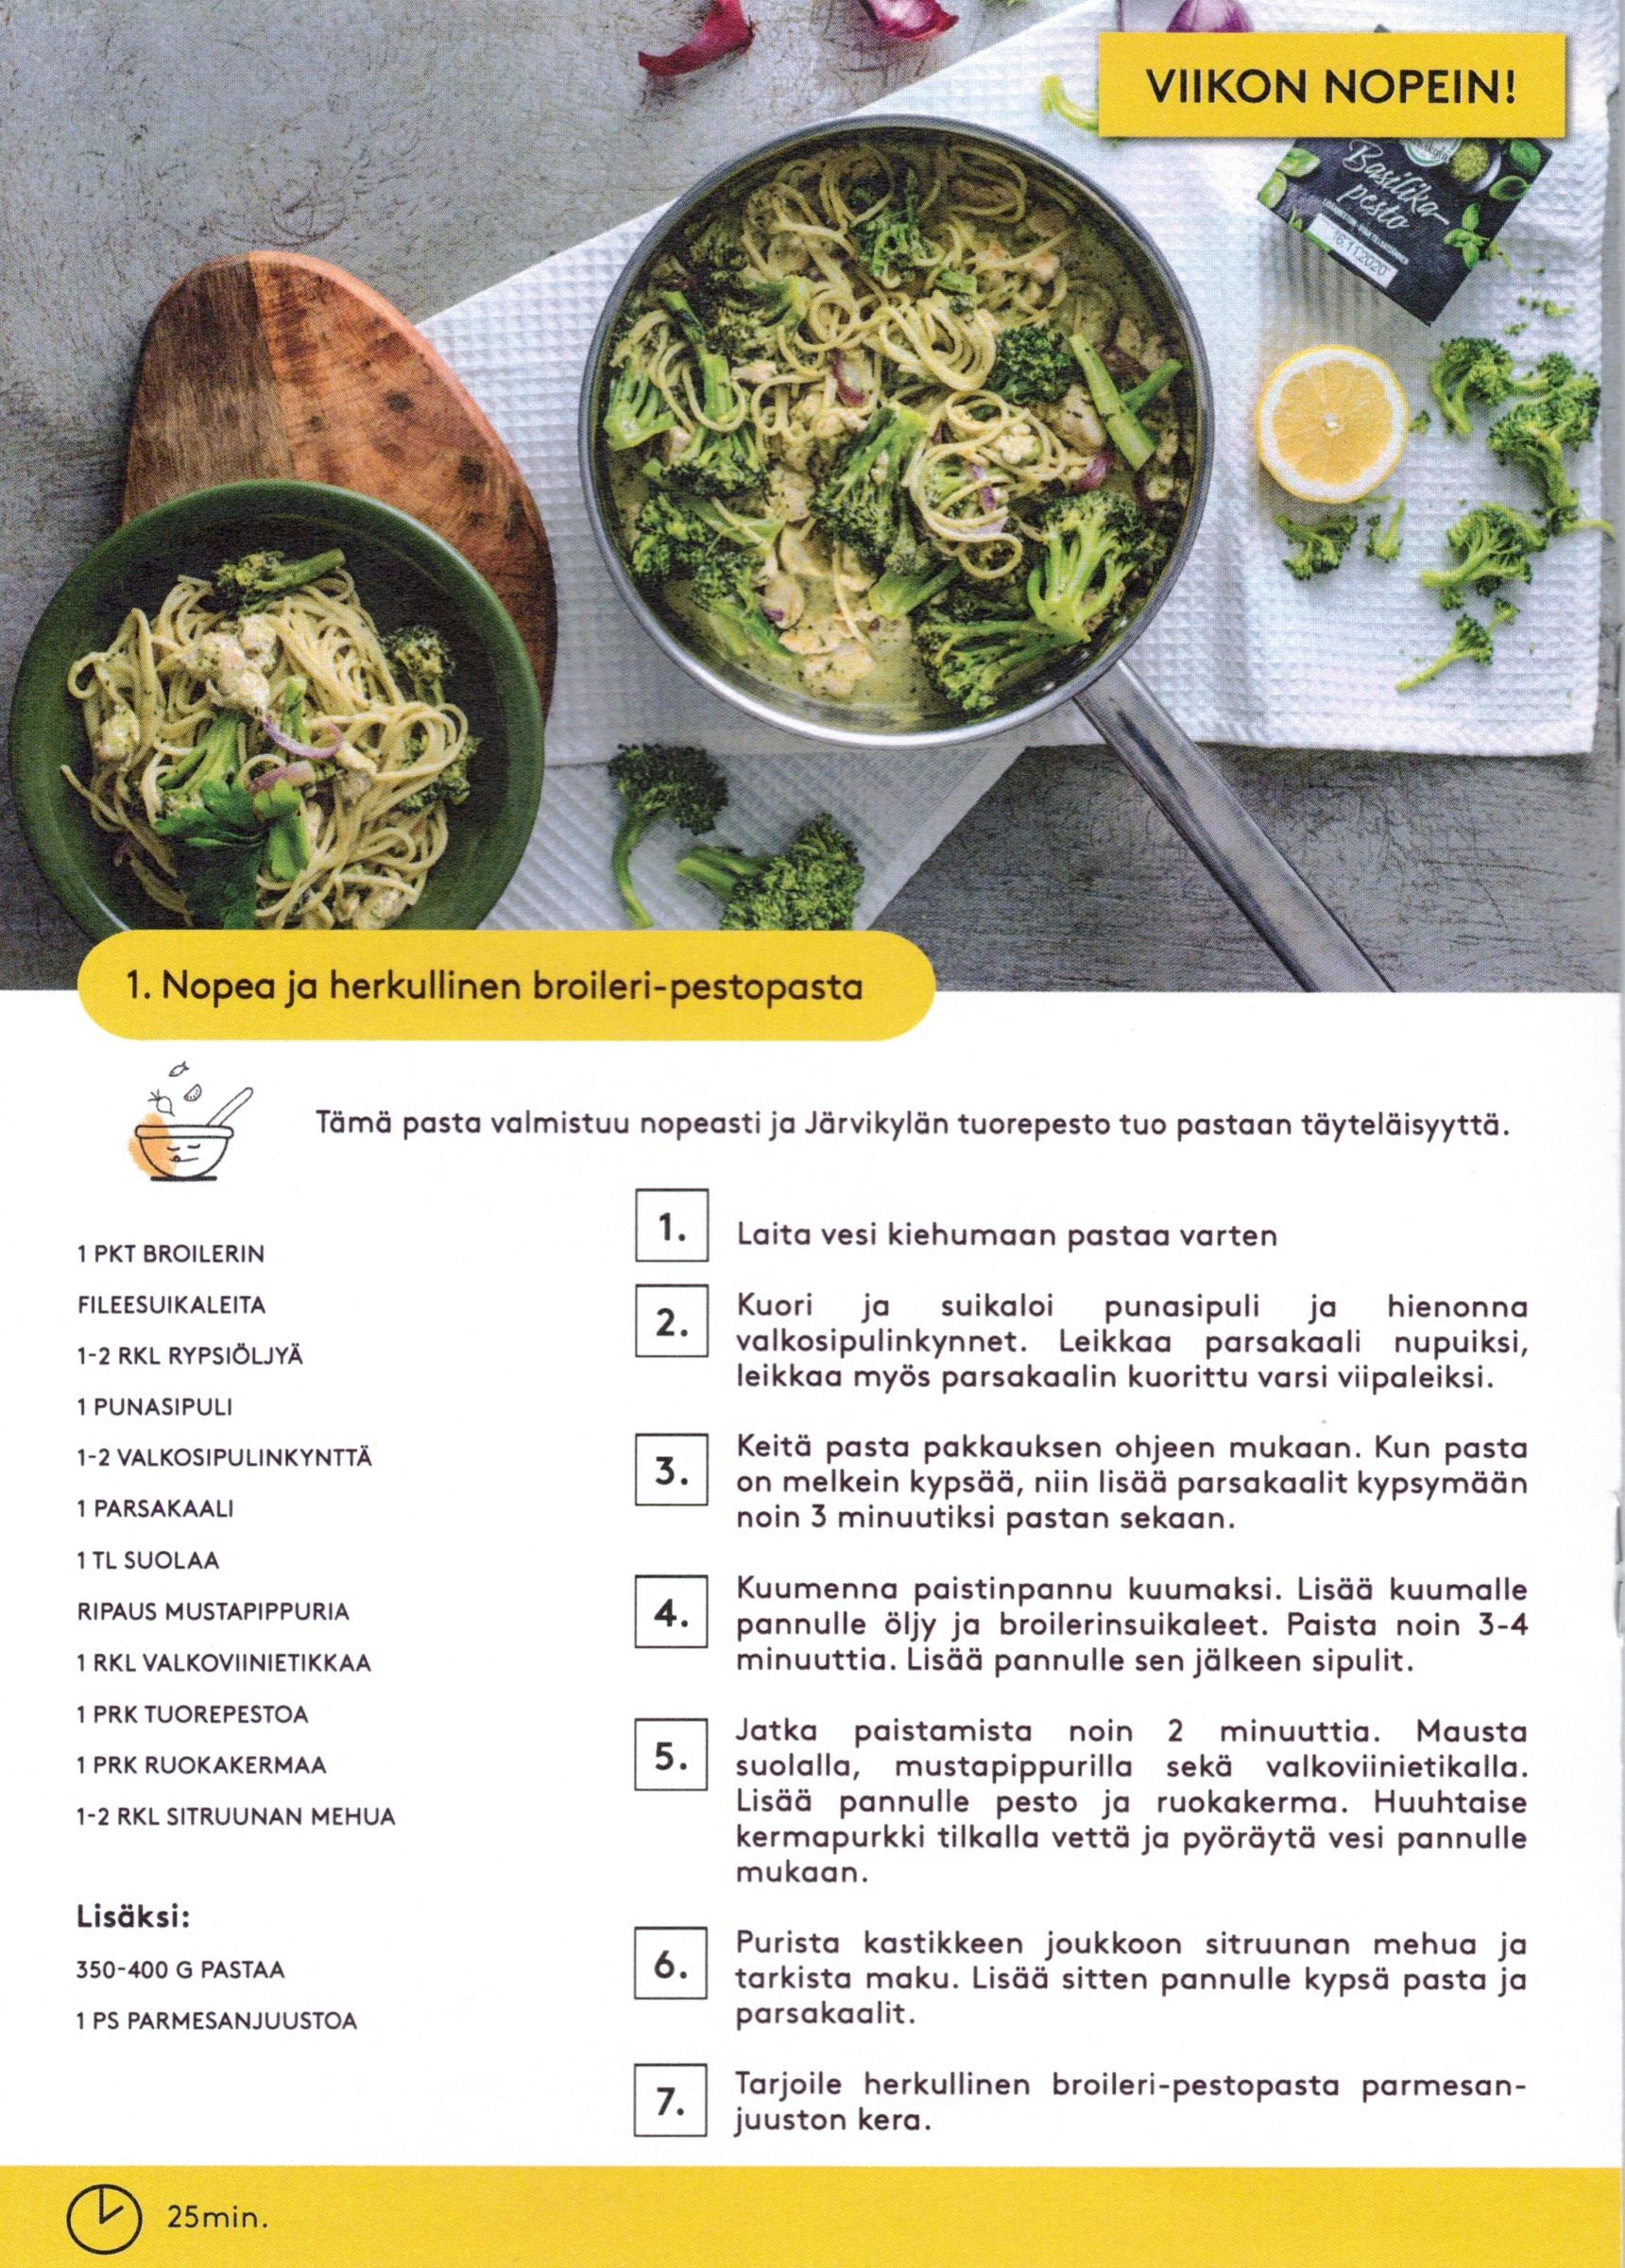 VIIKON NOPEIN!
Basilika-
pesto
6.11.2020
1. Nopea ja herkullinen broileri-pestopasta
Tämä pasta valmistuu nopeasti ja Järvikylän tuorepesto tuo pastaan täyteläisyyttä.
1 PKT BROILERIN
FILEESUIKALEITA
1-2 RKL RYPSIÖLJYÄ
1 PUNASIPULI
1-2 VALKOSIPULINKYNTTÄ
1 PARSAKAALI
1 TL SUOLAA
RIPAUS MUSTAPIPPURIA
1 RKL VALKOVIINIETIKKAA
1 PRK TUOREPESTOA
1 PRK RUOKAKERMAA
1-2 RKL SITRUUNAN MEHUA
Lisäksi:
350-400 G PASTAA
1 PS PARMESANJUUSTOA
1. Laita vesi kiehumaan pastaa varten
2. Kuori ja suikaloi punasipuli ja hienonna
valkosipulinkynnet. Leikkaa parsakaali nupuiksi,
leikkaa myös parsakaalin kuorittu varsi viipaleiksi.
3. Keitä pasta pakkauksen ohjeen mukaan. Kun pasta
on melkein kypsää, niin lisää parsakaalit kypsymään
noin 3 minuutiksi pastan sekaan.
4. Kuumenna paistinpannu kuumaksi. Lisää kuumalle
pannulle öljy ja broilerinsuikaleet. Paista noin 3-4
minuuttia. Lisää pannulle sen jälkeen sipulit.
5. Jatka paistamista noin 2 minuuttia. Mausta
suolalla, mustapippurilla sekä valkoviinietikalla.
Lisää pannulle pesto ja ruokakerma. Huuhtaise
kermapurkki tilkalla vettä ja pyöräytä vesi pannulle
mukaan.
6. Purista kastikkeen joukkoon sitruunan mehua ja
tarkista maku. Lisää sitten pannulle kypsä pasta ja
parsakaalit.
7. Tarjoile herkullinen broileri-pestopasta parmesan-
juuston kera.
25min.